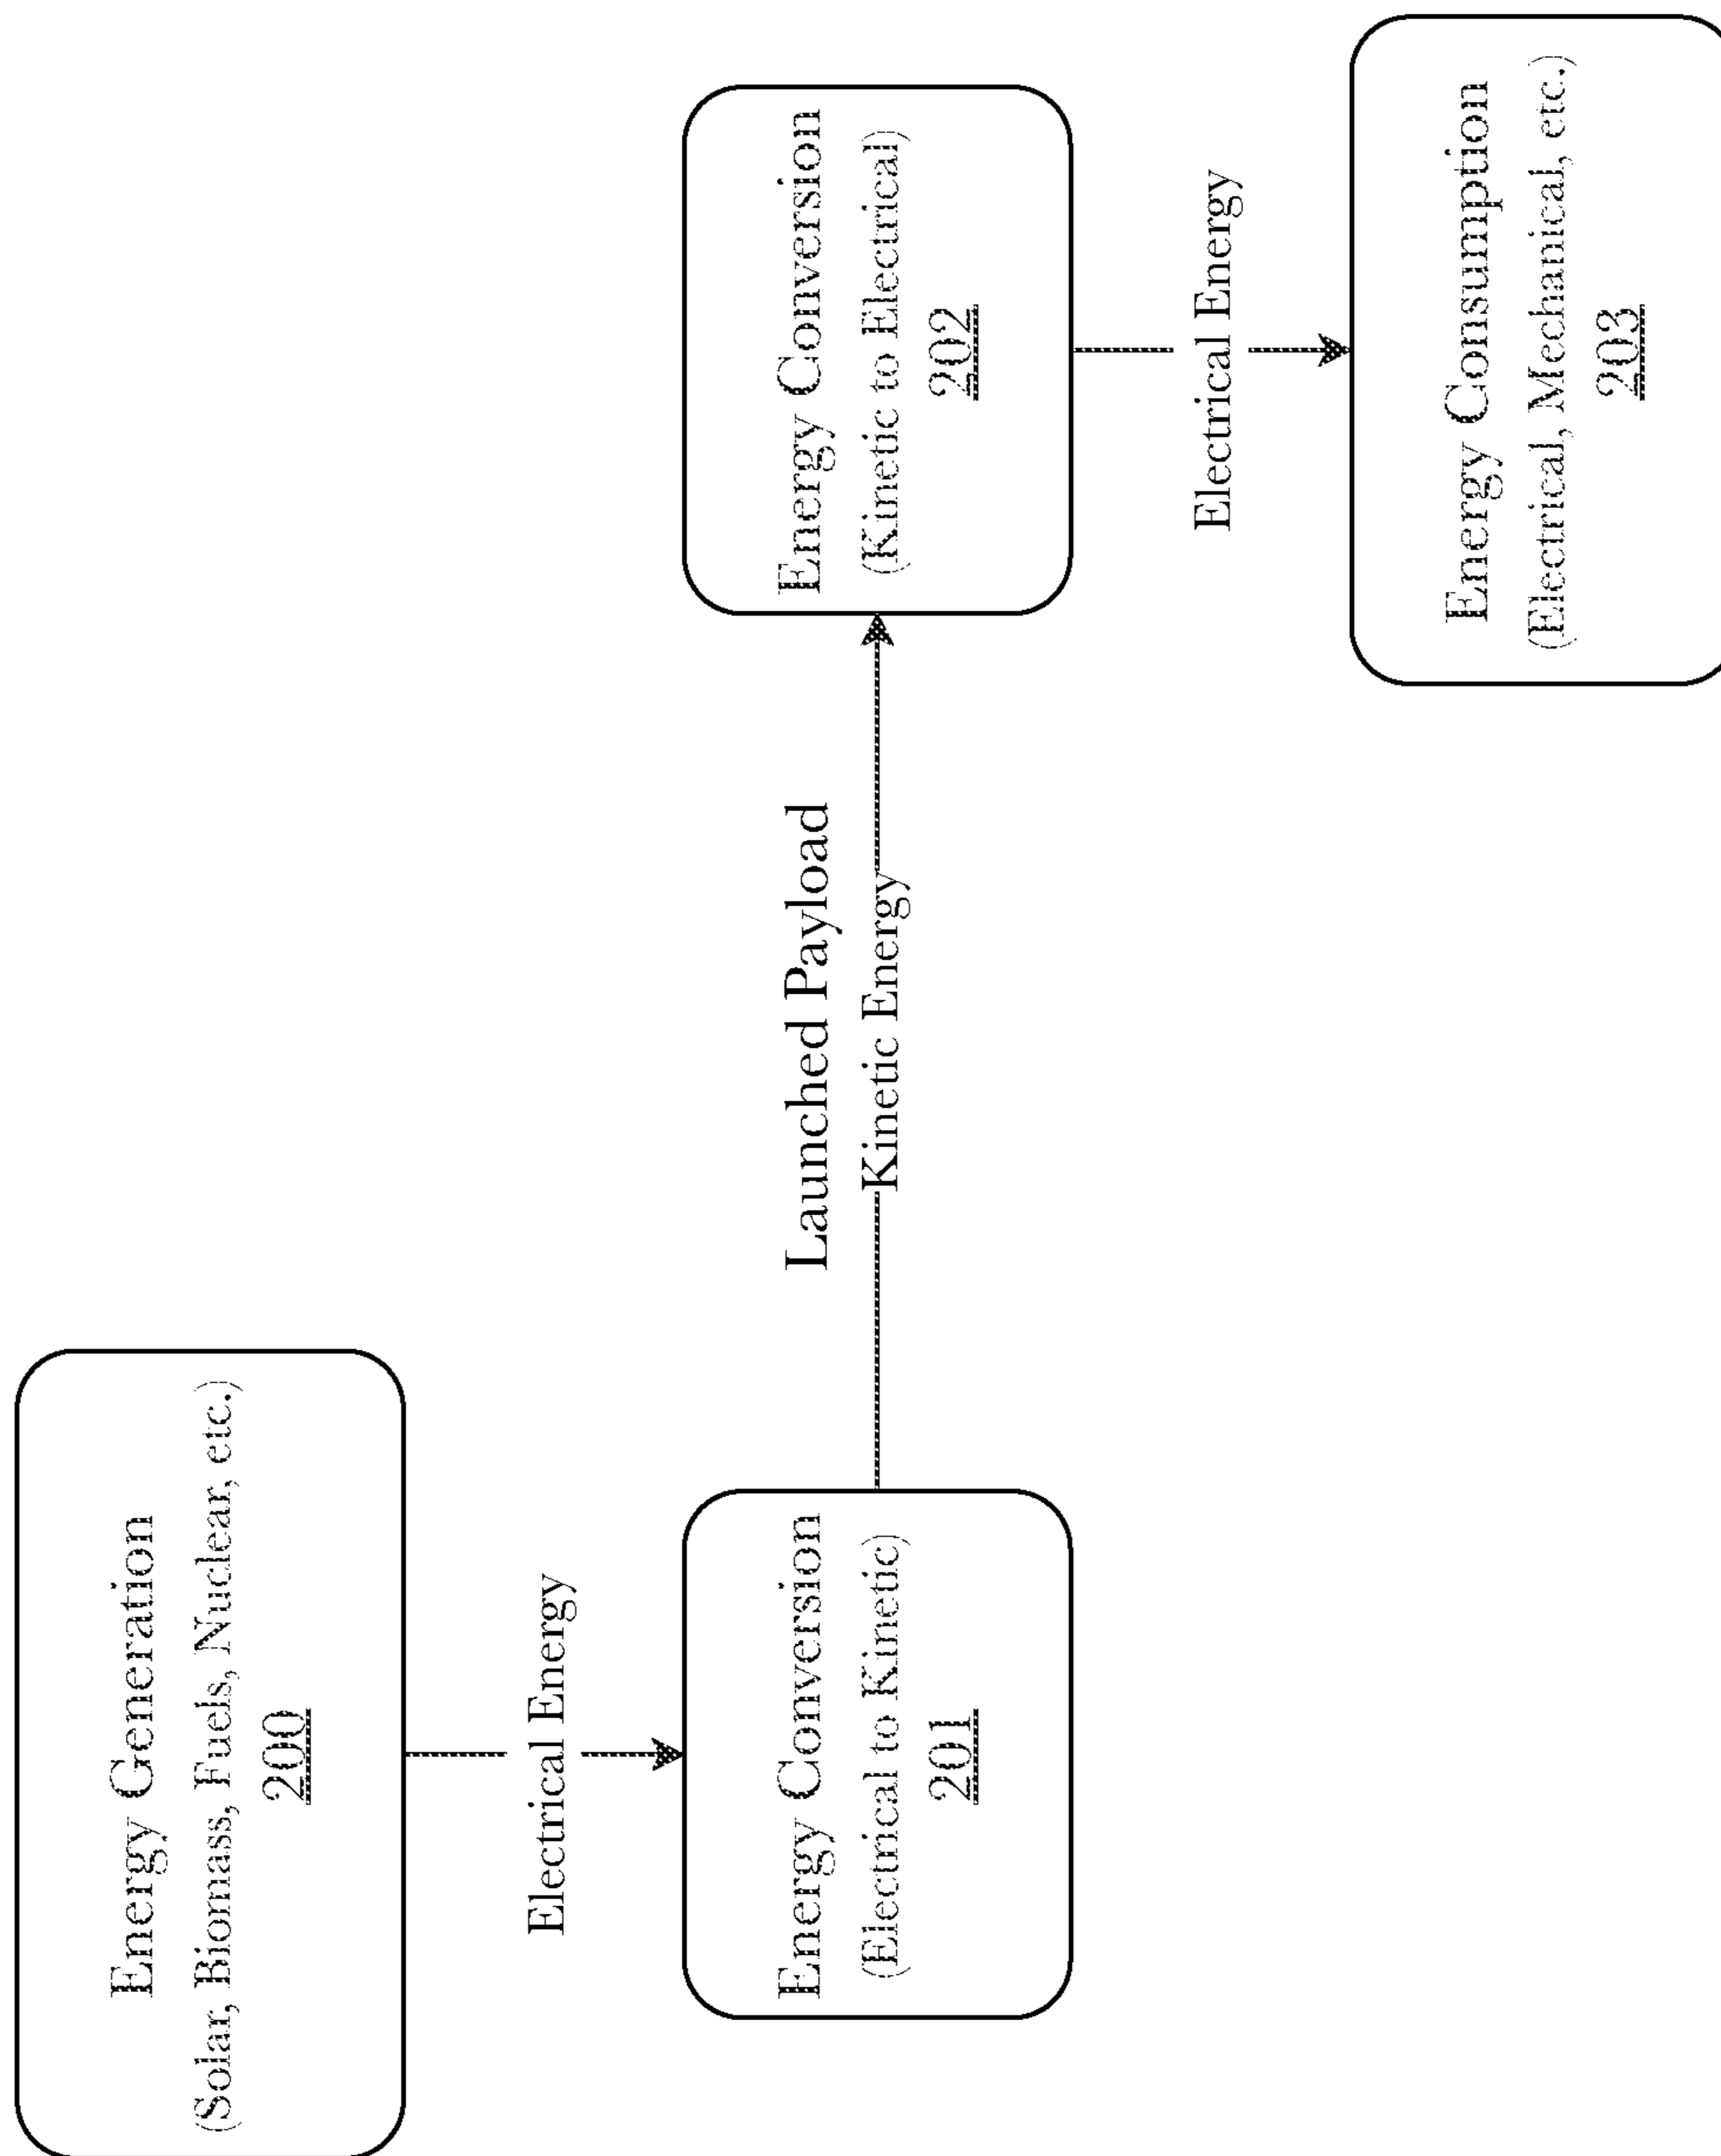 Energy Generation
(Solar, Biomass, Fuels, Nuclear, etc.)
200
Electrical Energy
Energy Conversion
(Electrical to Kinetic)
201
Launched Payload
Kinetic Energy
Energy Conversion
(Kinetic to Electrical)
202
Electrical Energy
Energy Consumption
(Electrical, Mechanical, etc.)
203